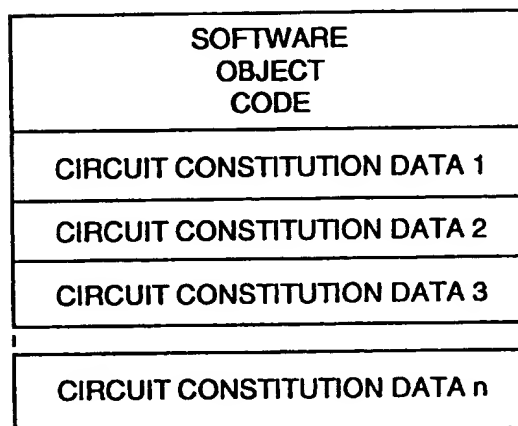 SOFTWARE
OBJECT
CODE
CIRCUIT CONSTITUTION DATA 1
CIRCUIT CONSTITUTION DATA 2
CIRCUIT CONSTITUTION DATA 3
CIRCUIT CONSTITUTION DATA n